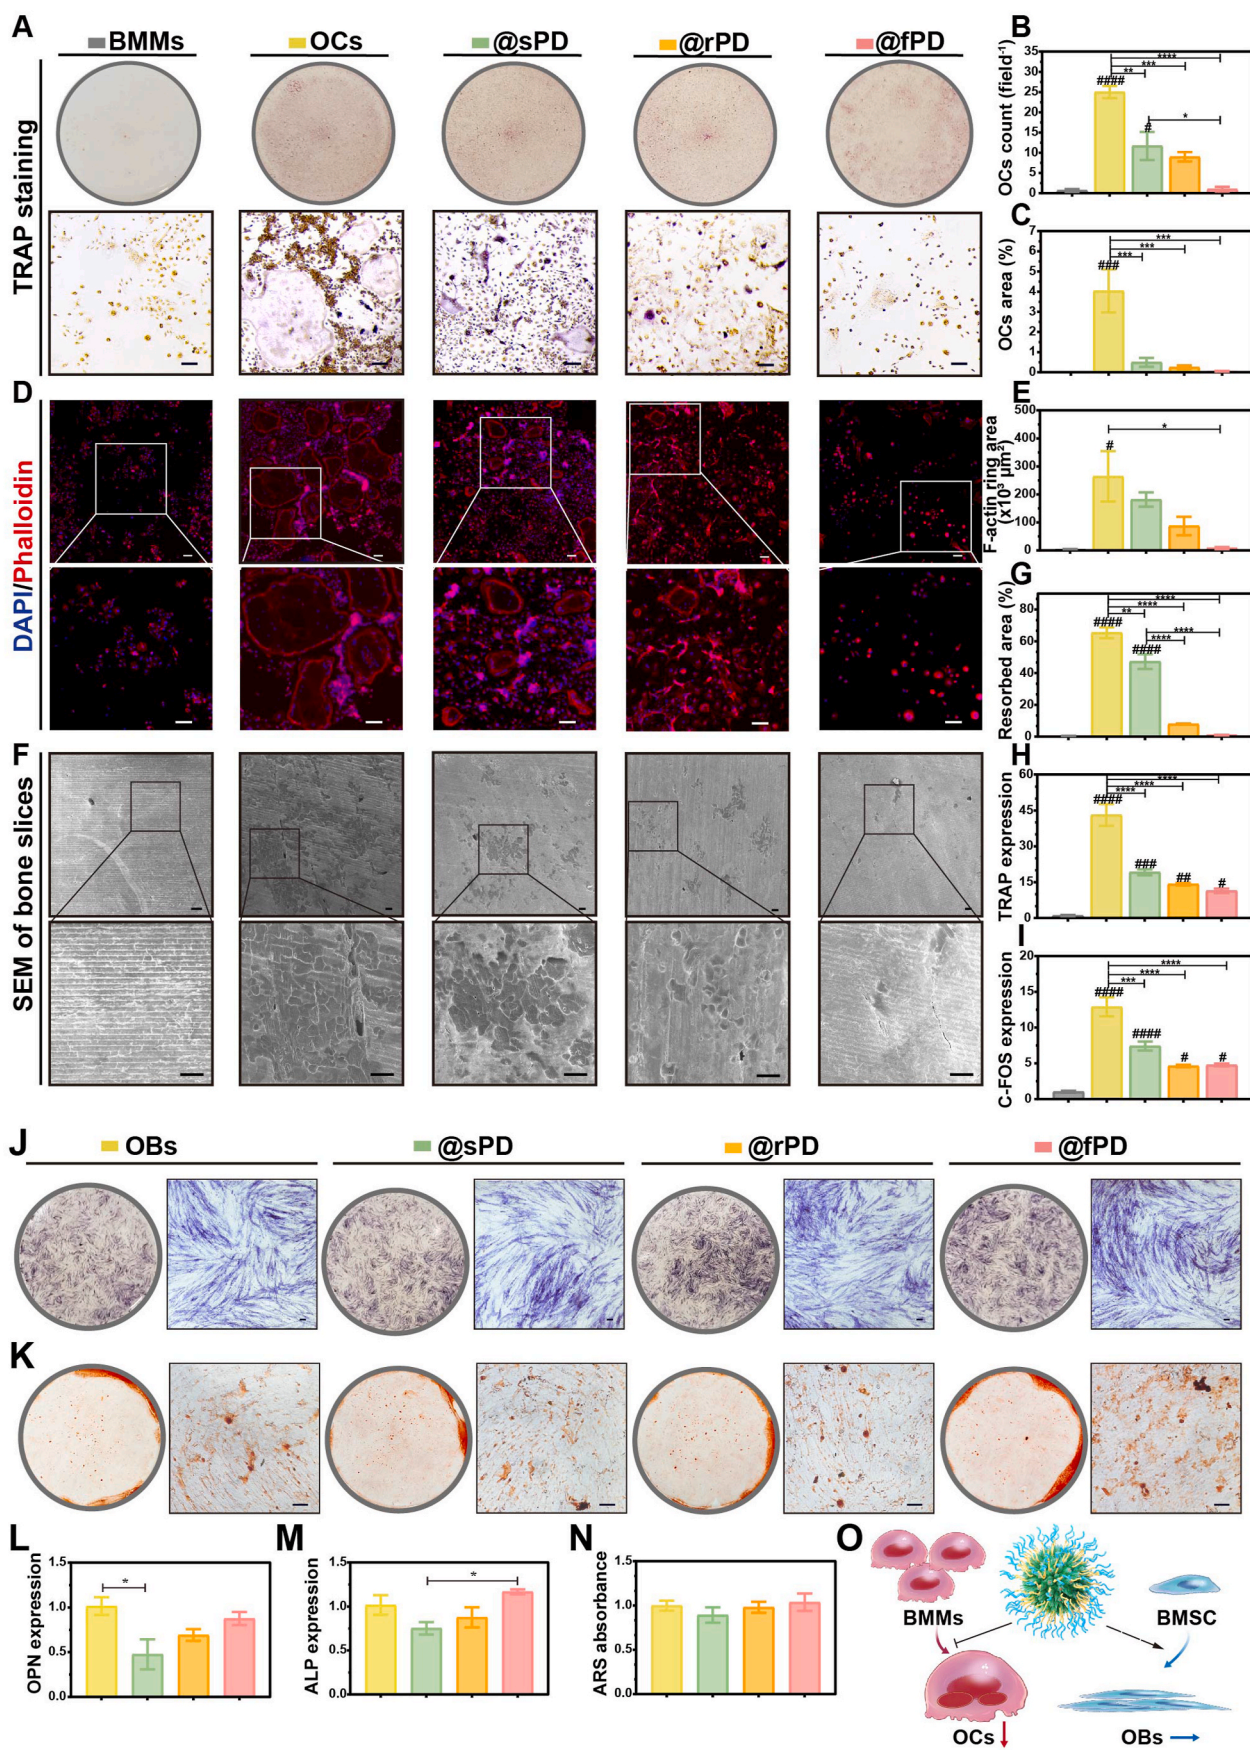 A
BMMs
OCs
@sPD
@rPD
@fPD
TRAP staining
B
OCs count (field⁻¹)
35
30
25
20
15
10
5
0
####
#
**
***
****
*
C
OCs area (%)
7
6
5
4
3
2
1
0
###
***
***
***
D
DAPI/Phalloidin
E
F-actin ring area
(x10³ µm²)
500
400
300
200
100
0
#
*
F
SEM of bone slices
G
Resorbed area (%)
80
60
40
20
0
####
####
**
****
****
****
****
H
TRAP expression
60
45
30
15
0
####
###
##
#
****
****
****
I
C-FOS expression
20
15
10
5
0
####
####
#
#
***
****
****
J
OBs
@sPD
@rPD
@fPD
K
L
OPN expression
1.5
1.0
0.5
0.0
*
M
ALP expression
1.5
1.0
0.5
0.0
*
N
ARS absorbance
1.5
1.0
0.5
0.0
O
BMMs
BMSC
OCs
OBs